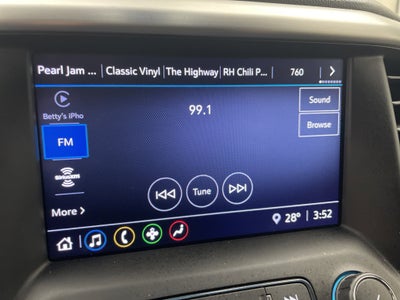 Pearl Jam ...
Classic Vinyl
The Highway
RH Chili P...
760
Betty's iPho
99.1
Sound
FM
Browse
SIRIUSXM
Tune
More
28°
3:52